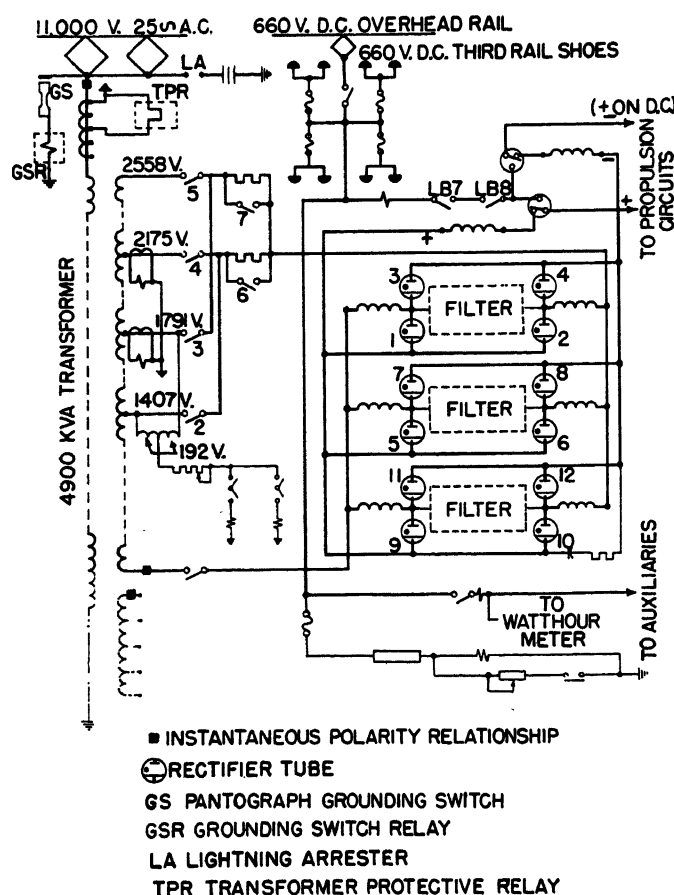 11,000 V. 25~A.C.
660 V. D.C. OVERHEAD RAIL
660 V. D.C. THIRD RAIL SHOES
LA
GS
TPR
GSR
(± ON D.C.)
2558 V.
5
7
LB7
LB8
−
+
+
TO PROPULSION
CIRCUITS
2175 V.
4
6
3
4
FILTER
1
2
1791 V.
3
4900 KVA TRANSFORMER
7
8
FILTER
5
6
1407 V.
2
192 V.
11
12
FILTER
9
10
TO
WATTHOUR
METER
TO AUXILIARIES
INSTANTANEOUS POLARITY RELATIONSHIP
RECTIFIER TUBE
GS PANTOGRAPH GROUNDING SWITCH
GSR GROUNDING SWITCH RELAY
LA LIGHTNING ARRESTER
TPR TRANSFORMER PROTECTIVE RELAY